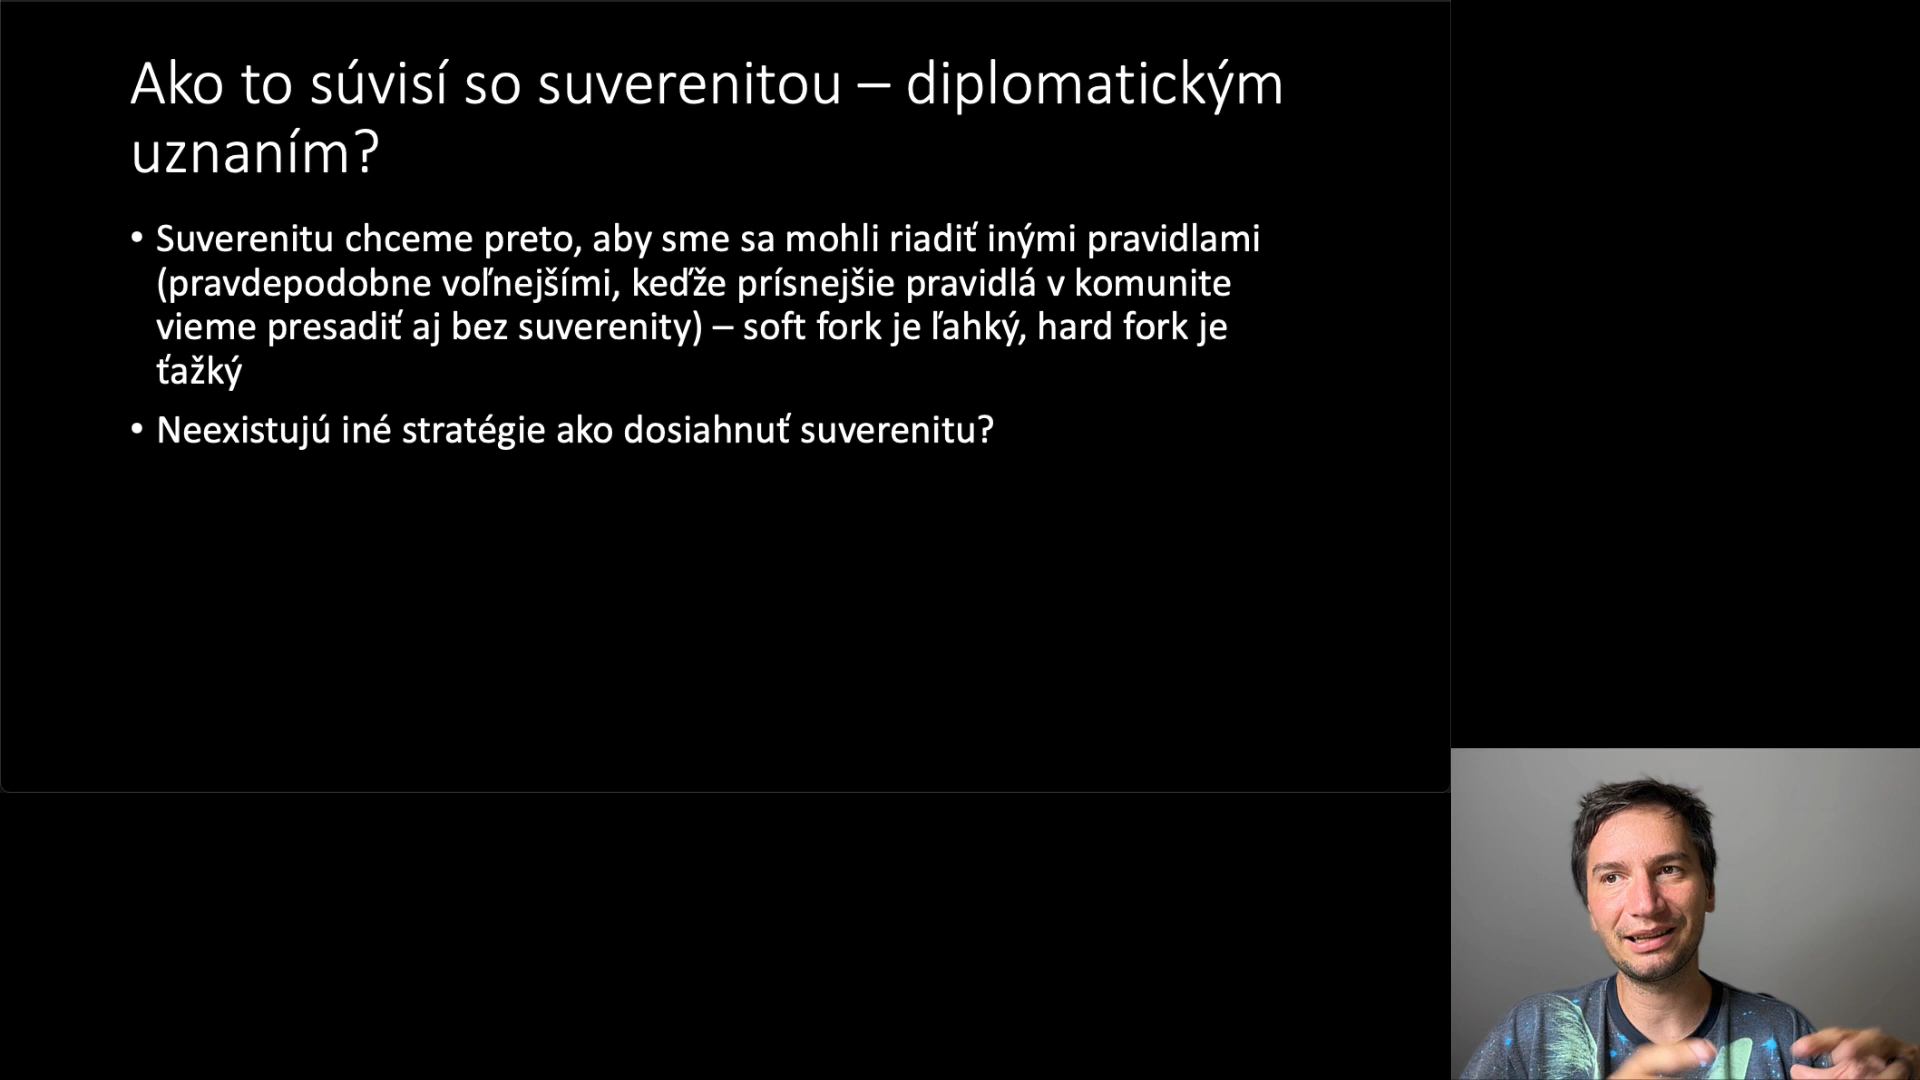 Ako to súvisí so suverenitou – diplomatickým
uznaním?
• Suverenitu chceme preto, aby sme sa mohli riadiť inými pravidlami
(pravdepodobne voľnejšími, keďže prísnejšie pravidlá v komunite
vieme presadiť aj bez suverenity) – soft fork je ľahký, hard fork je
ťažký
• Neexistujú iné stratégie ako dosiahnuť suverenitu?